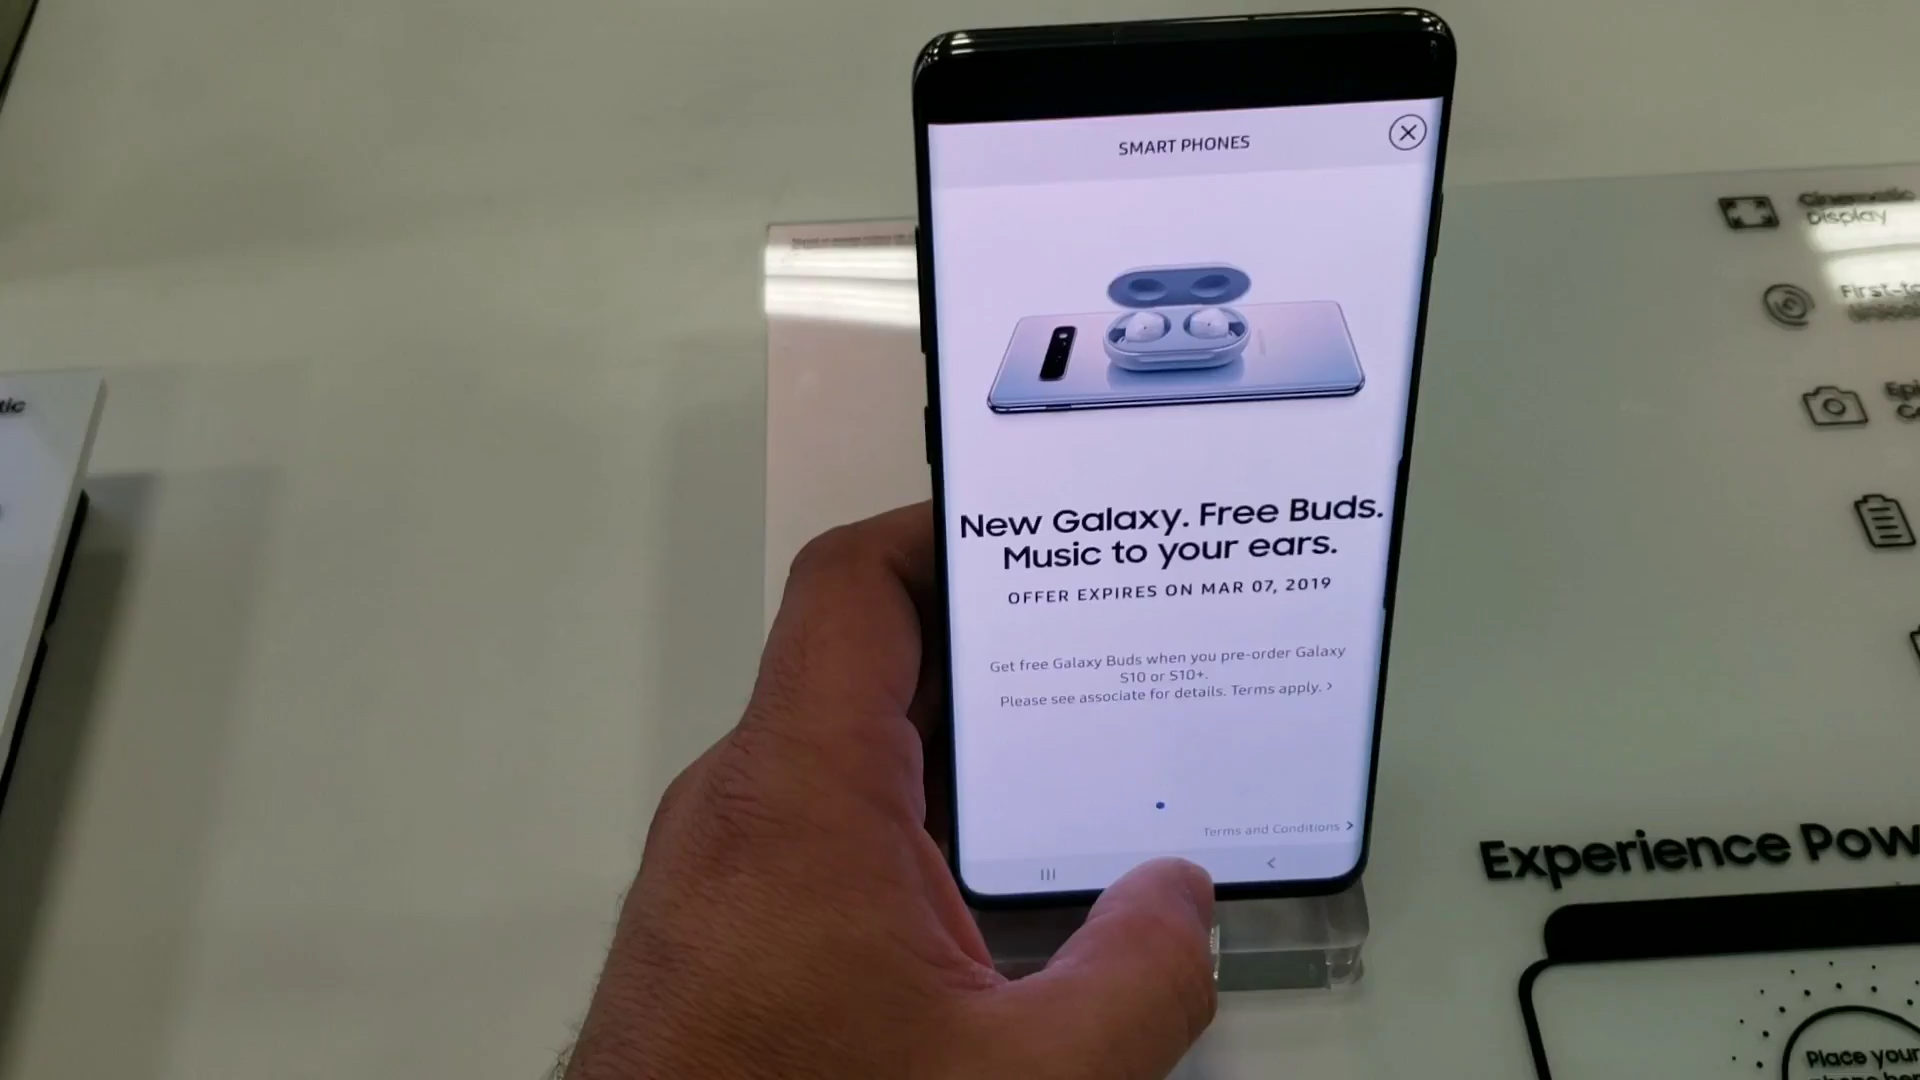 SMART PHONES
New Galaxy. Free Buds.
Music to your ears.
OFFER EXPIRES ON MAR 07, 2019
Get free Galaxy Buds when you pre-order Galaxy
S10 or S10+.
Please see associate for details. Terms apply. >
Terms and Conditions >
Cinematic
Display
First-to
Experience Pow
Place your
tic